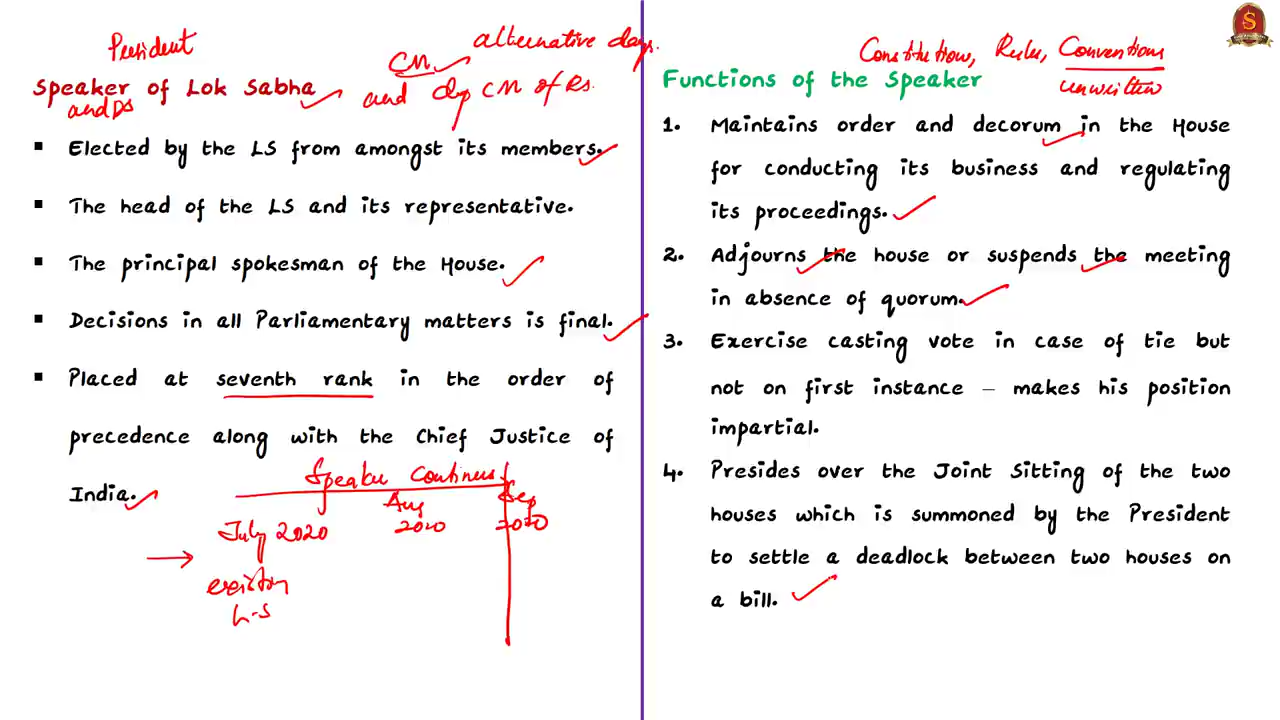 President
Speaker of Lok Sabha
and DS
CM alternative days.
and dy CM of Rs.
▪ Elected by the LS from amongst its members.
▪ The head of the LS and its representative.
▪ The principal spokesman of the House.
▪ Decisions in all Parliamentary matters is final.
▪ Placed at seventh rank in the order of
precedence along with the Chief Justice of
India.
Speaker Continues
July 2020
Aug
2020
Sep
2020
L-S
Constitution, Rules, Conventions
unwritten
Functions of the Speaker
1. Maintains order and decorum in the House
for conducting its business and regulating
its proceedings.
2. Adjourns the house or suspends the meeting
in absence of quorum.
3. Exercise casting vote in case of tie but
not on first instance – makes his position
impartial.
4. Presides over the Joint Sitting of the two
houses which is summoned by the President
to settle a deadlock between two houses on
a bill.
S